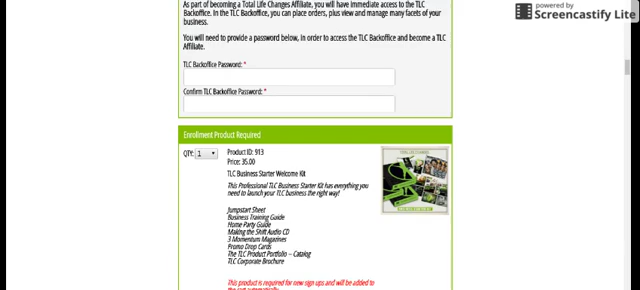 As part of becoming a Total Life Changes Affiliate, you will have immediate access to the TLC
Backoffice. In the TLC Backoffice, you can place orders, plus view and manage many facets of your
business.
You will need to provide a password below, in order to access the TLC Backoffice and become a TLC
Affiliate.
TLC Backoffice Password: *
Confirm TLC Backoffice Password: *
Enrollment Product Required
QTY: 1
Product ID: 913
Price: 35.00
TLC Business Starter Welcome Kit
This Professional TLC Business Starter Kit has everything you
need to launch your TLC business the right way!
Jumpstart Sheet
Business Training Guide
Home Party Guide
Making the Shift Audio CD
3 Momentum Magazines
Promo Drop Cards
The TLC Product Portfolio – Catalog
TLC Corporate Brochure
This product is required for new sign ups and will be added to
powered by
Screencastify Lite